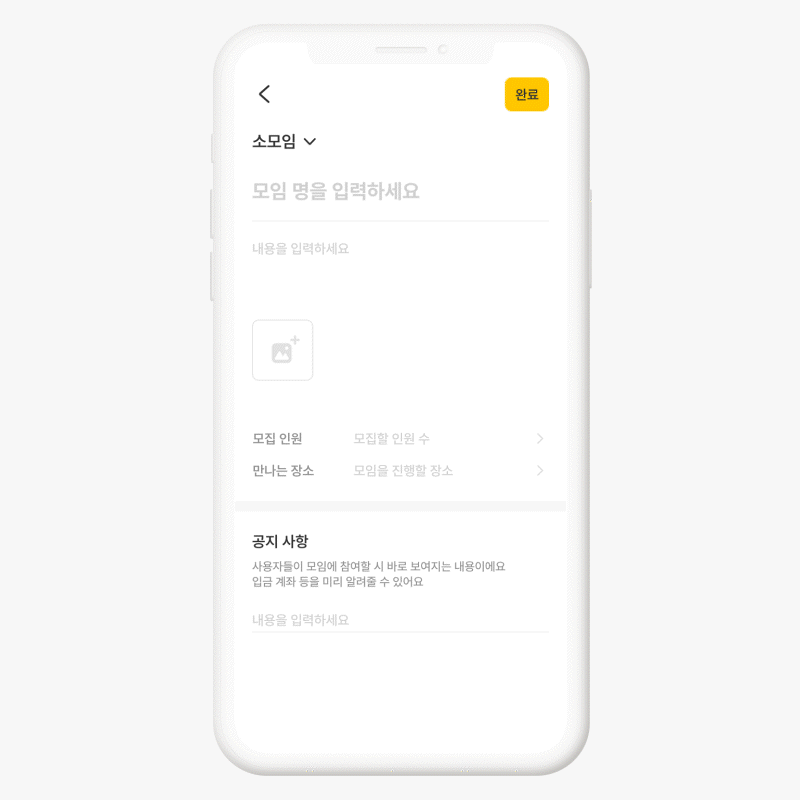 완료
소모임
모임 명을 입력하세요
내용을 입력하세요
모집 인원 모집할 인원 수
만나는 장소 모임을 진행할 장소
공지 사항
사용자들이 모임에 참여할 시 바로 보여지는 내용이에요
입금 계좌 등을 미리 알려줄 수 있어요
내용을 입력하세요